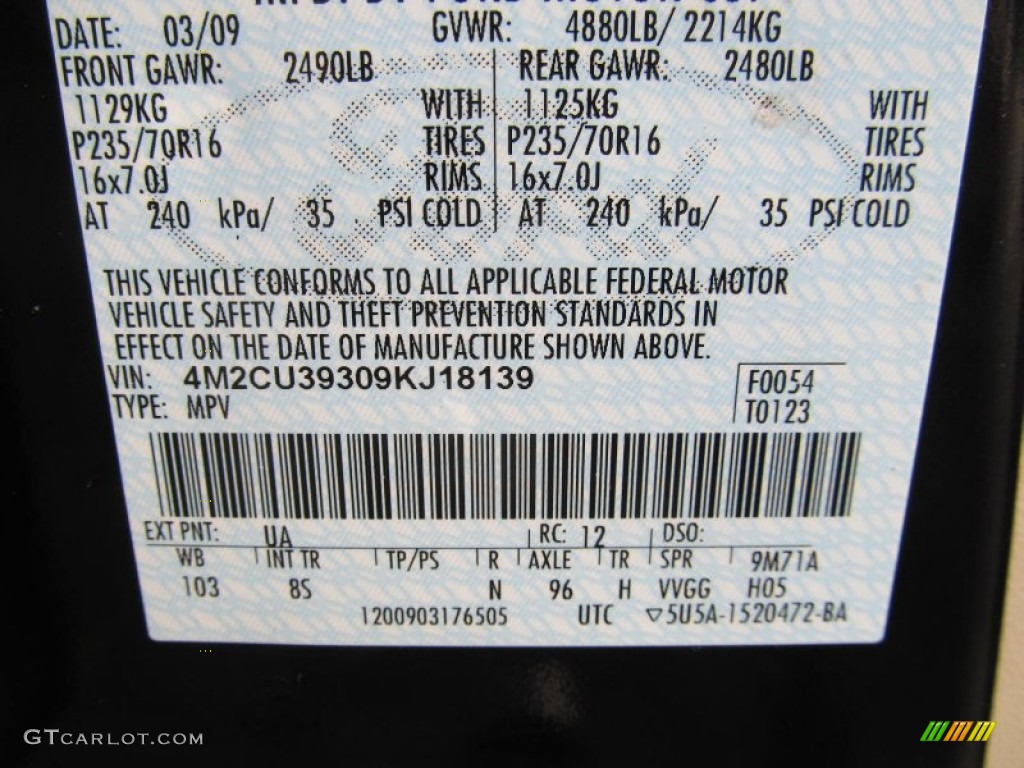 DATE: 03/09 GVWR: 4880LB/ 2214KG
FRONT GAWR: 2490LB REAR GAWR: 2480LB
1129KG WITH 1125KG WITH
P235/70R16 TIRES P235/70R16 TIRES
16x7.0J RIMS 16x7.0J RIMS
AT 240 kPa/ 35 PSI COLD AT 240 kPa/ 35 PSI COLD
THIS VEHICLE CONFORMS TO ALL APPLICABLE FEDERAL MOTOR
VEHICLE SAFETY AND THEFT PREVENTION STANDARDS IN
EFFECT ON THE DATE OF MANUFACTURE SHOWN ABOVE.
VIN: 4M2CU39309KJ18139 F0054
TYPE: MPV T0123
EXT PNT: UA RC: 12 DSO:
WB INT TR TP/PS R AXLE TR SPR 9M71A
103 8S N 96 H VVGG H05
1200903176505 UTC ▽5U5A-1520472-BA
GTCARLOT.COM